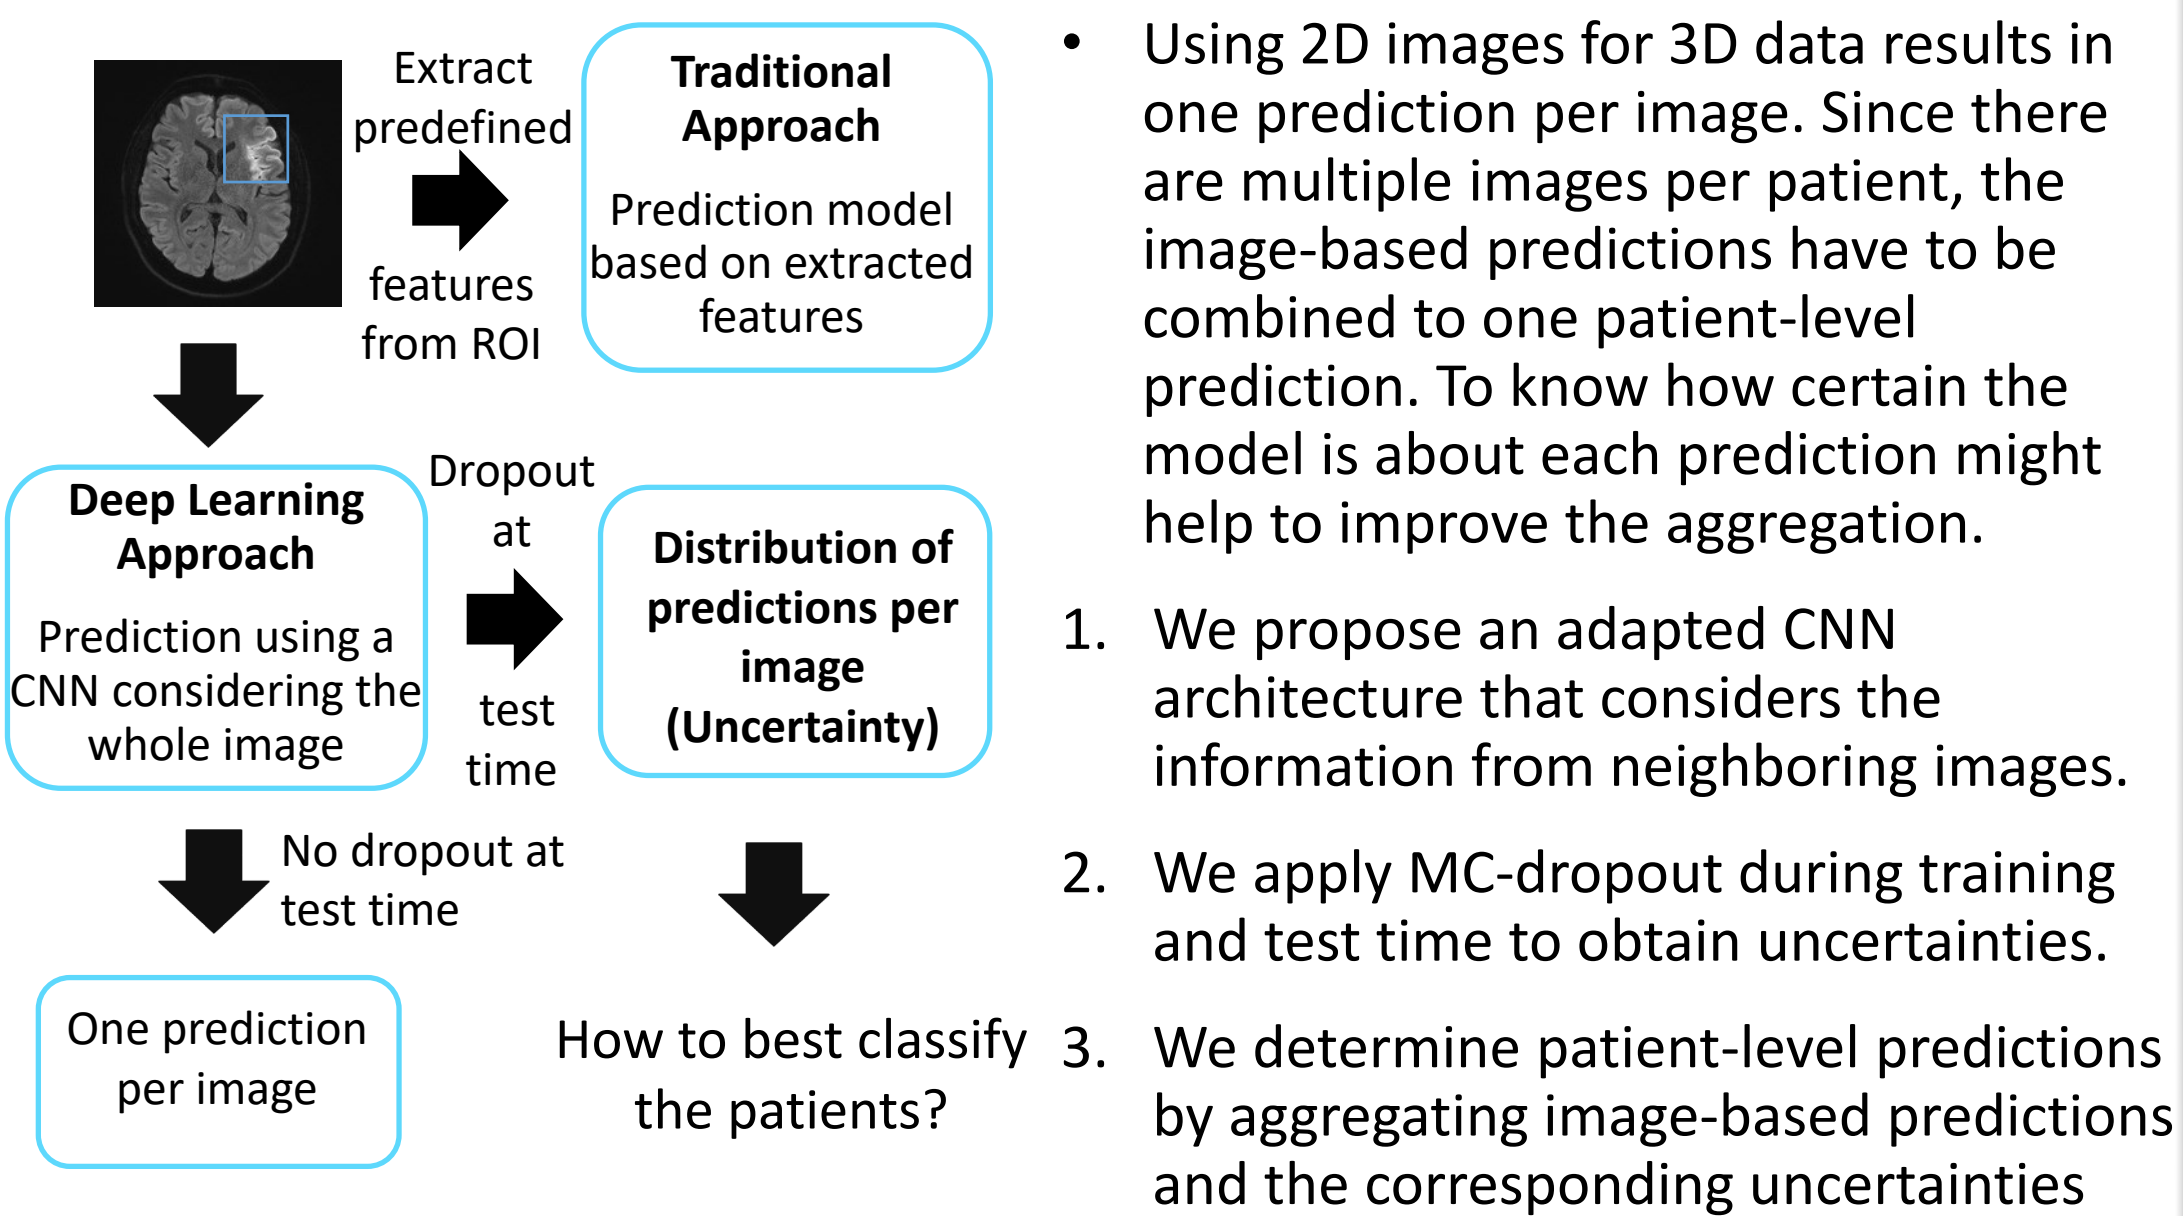 Extract
predefined
features
from ROI
Traditional
Approach
Prediction model
based on extracted
features
Deep Learning
Approach
Prediction using a
CNN considering the
whole image
Dropout
at
test
time
Distribution of
predictions per
image
(Uncertainty)
No dropout at
test time
One prediction
per image
How to best classify
the patients?
• Using 2D images for 3D data results in
one prediction per image. Since there
are multiple images per patient, the
image-based predictions have to be
combined to one patient-level
prediction. To know how certain the
model is about each prediction might
help to improve the aggregation.
1. We propose an adapted CNN
architecture that considers the
information from neighboring images.
2. We apply MC-dropout during training
and test time to obtain uncertainties.
3. We determine patient-level predictions
by aggregating image-based predictions
and the corresponding uncertainties